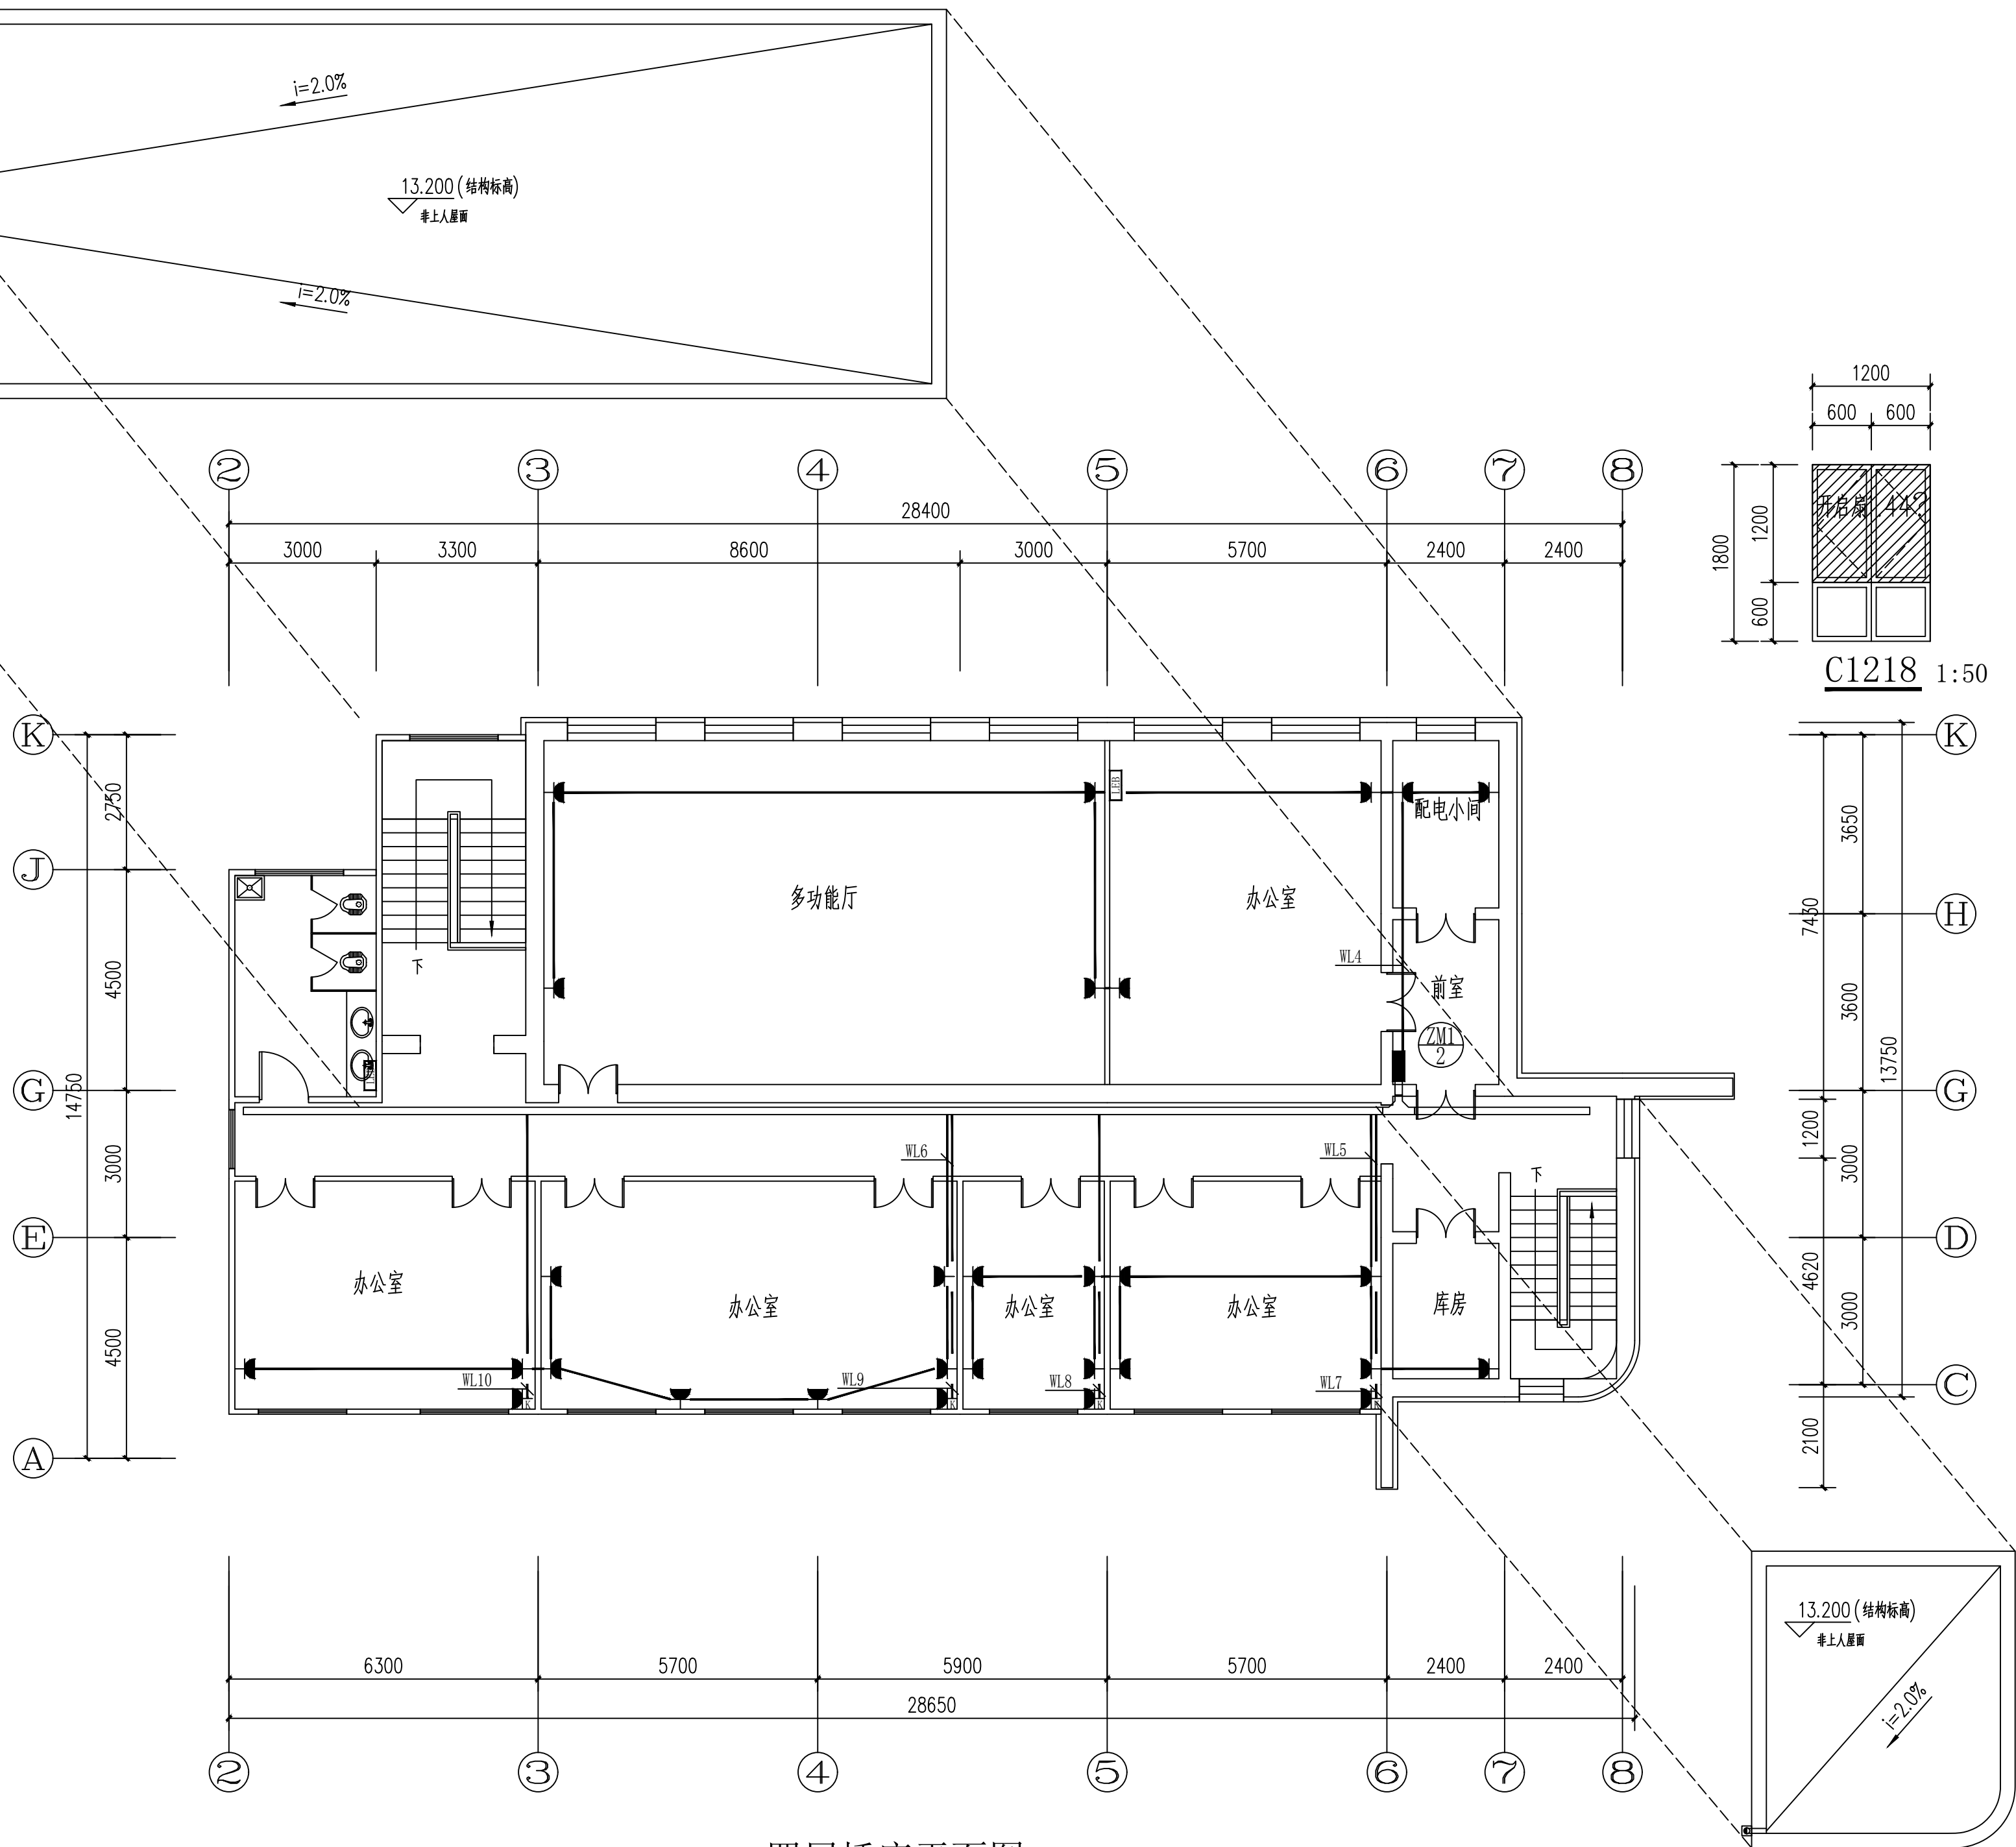 i=2.0%
13.200(结构标高)
非上人屋面
i=2.0%
1200
600 600
1800
1200
600
开启扇
C1218 1:50
② ③ ④ ⑤ ⑥ ⑦ ⑧
28400
3000 3300 8600 3000 5700 2400 2400
K
J
G
E
A
2750
4500
3000
4500
14750
K
H
G
D
C
3650
3600
3000
3000
7430
1200
4620
2100
13750
LEB
配电小间
多功能厅
办公室
下
WL4
前室
ZM1
2
WL6
WL5
下
办公室
办公室
办公室
办公室
库房
WL10
WL9
WL8
WL7
K
K
K
K
13.200(结构标高)
非上人屋面
i=2.0%
6300 5700 5900 5700 2400 2400
28650
② ③ ④ ⑤ ⑥ ⑦ ⑧